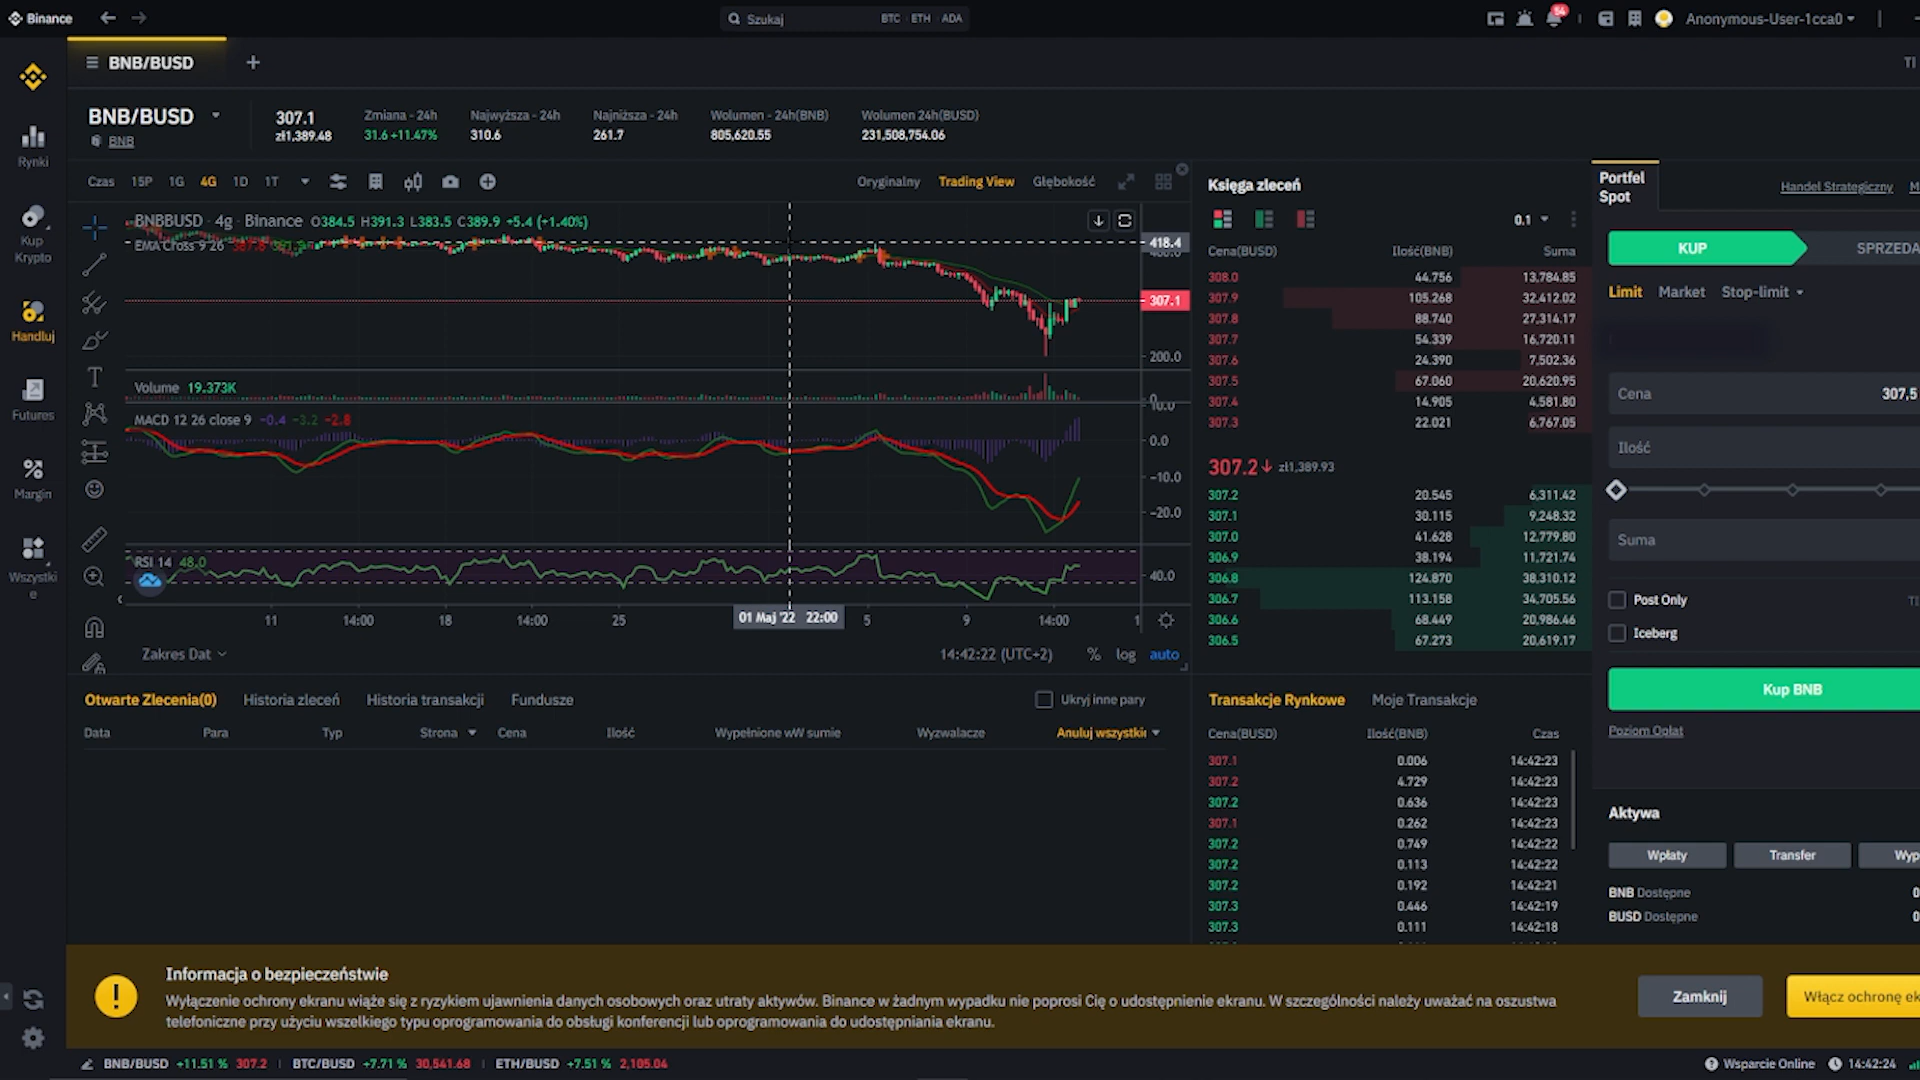 Binance
Szukaj BTC ETH ADA
54
Anonymous-User-1cca0
BNB/BUSD
BNB/BUSD
BNB
307.1
zł1,389.48
Zmiana - 24h
31.6 +11.47%
Najwyższa - 24h
310.6
Najniższa - 24h
261.7
Wolumen - 24h(BNB)
805,620.55
Wolumen 24h(BUSD)
231,508,754.06
Rynki
Kup
Krypto
Handluj
Futures
Margin
Wszystki
e
Czas 15P 1G 4G 1D 1T
Oryginalny Trading View Głębokość
BNBBUSD · 4g · Binance O384.5 H391.3 L383.5 C389.9 +5.4 (+1.40%)
EMA Cross 9 26
418.4
400.0
307.1
200.0
Volume 19.373K
0
10.0
MACD 12 26 close 9 -0.4 -3.2 -2.8
0.0
-10.0
-20.0
RSI 14 48.0
40.0
11 14:00 18 14:00 25 01 Maj '22 22:00 5 9 14:00 1
Zakres Dat
14:42:22 (UTC+2) % log auto
Księga zleceń
0.1
Cena(BUSD) Ilość(BNB) Suma
308.0 44.756 13,784.85
307.9 105.268 32,412.02
307.8 88.740 27,314.17
307.7 54.339 16,720.11
307.6 24.390 7,502.36
307.5 67.060 20,620.95
307.4 14.905 4,581.80
307.3 22.021 6,767.05
307.2 zł1,389.93
307.2 20.545 6,311.42
307.1 30.115 9,248.32
307.0 41.628 12,779.80
306.9 38.194 11,721.74
306.8 124.870 38,310.12
306.7 113.158 34,705.56
306.6 68.449 20,986.46
306.5 67.273 20,619.17
Portfel
Spot
Handel Strategiczny
KUP SPRZEDA
Limit Market Stop-limit
Cena 307,5
Ilość
Suma
Post Only
Iceberg
Kup BNB
Poziom Opłat
Otwarte Zlecenia(0) Historia zleceń Historia transakcji Fundusze
Ukryj inne pary
Data Para Typ Strona Cena Ilość Wypełnione wW sumie Wyzwalacze Anuluj wszystki
Transakcje Rynkowe Moje Transakcje
Cena(BUSD) Ilość(BNB) Czas
307.1 0.006 14:42:23
307.2 4.729 14:42:23
307.2 0.636 14:42:23
307.1 0.262 14:42:23
307.2 0.749 14:42:22
307.2 0.113 14:42:22
307.2 0.192 14:42:21
307.3 0.446 14:42:19
307.3 0.111 14:42:18
Aktywa
Wpłaty Transfer Wyp
BNB Dostępne 0
BUSD Dostępne 0
Informacja o bezpieczeństwie
Wyłączenie ochrony ekranu wiąże się z ryzykiem ujawnienia danych osobowych oraz utraty aktywów. Binance w żadnym wypadku nie poprosi Cię o udostępnienie ekranu. W szczególności należy uważać na oszustwa
telefoniczne przy użyciu wszelkiego typu oprogramowania do obsługi konferencji lub oprogramowania do udostępniania ekranu.
Zamknij
Włącz ochronę ek
BNB/BUSD +11.51 % 307.2 BTC/BUSD +7.71 % 30,541.68 ETH/BUSD +7.51 % 2,105.04
Wsparcie Online 14:42:24